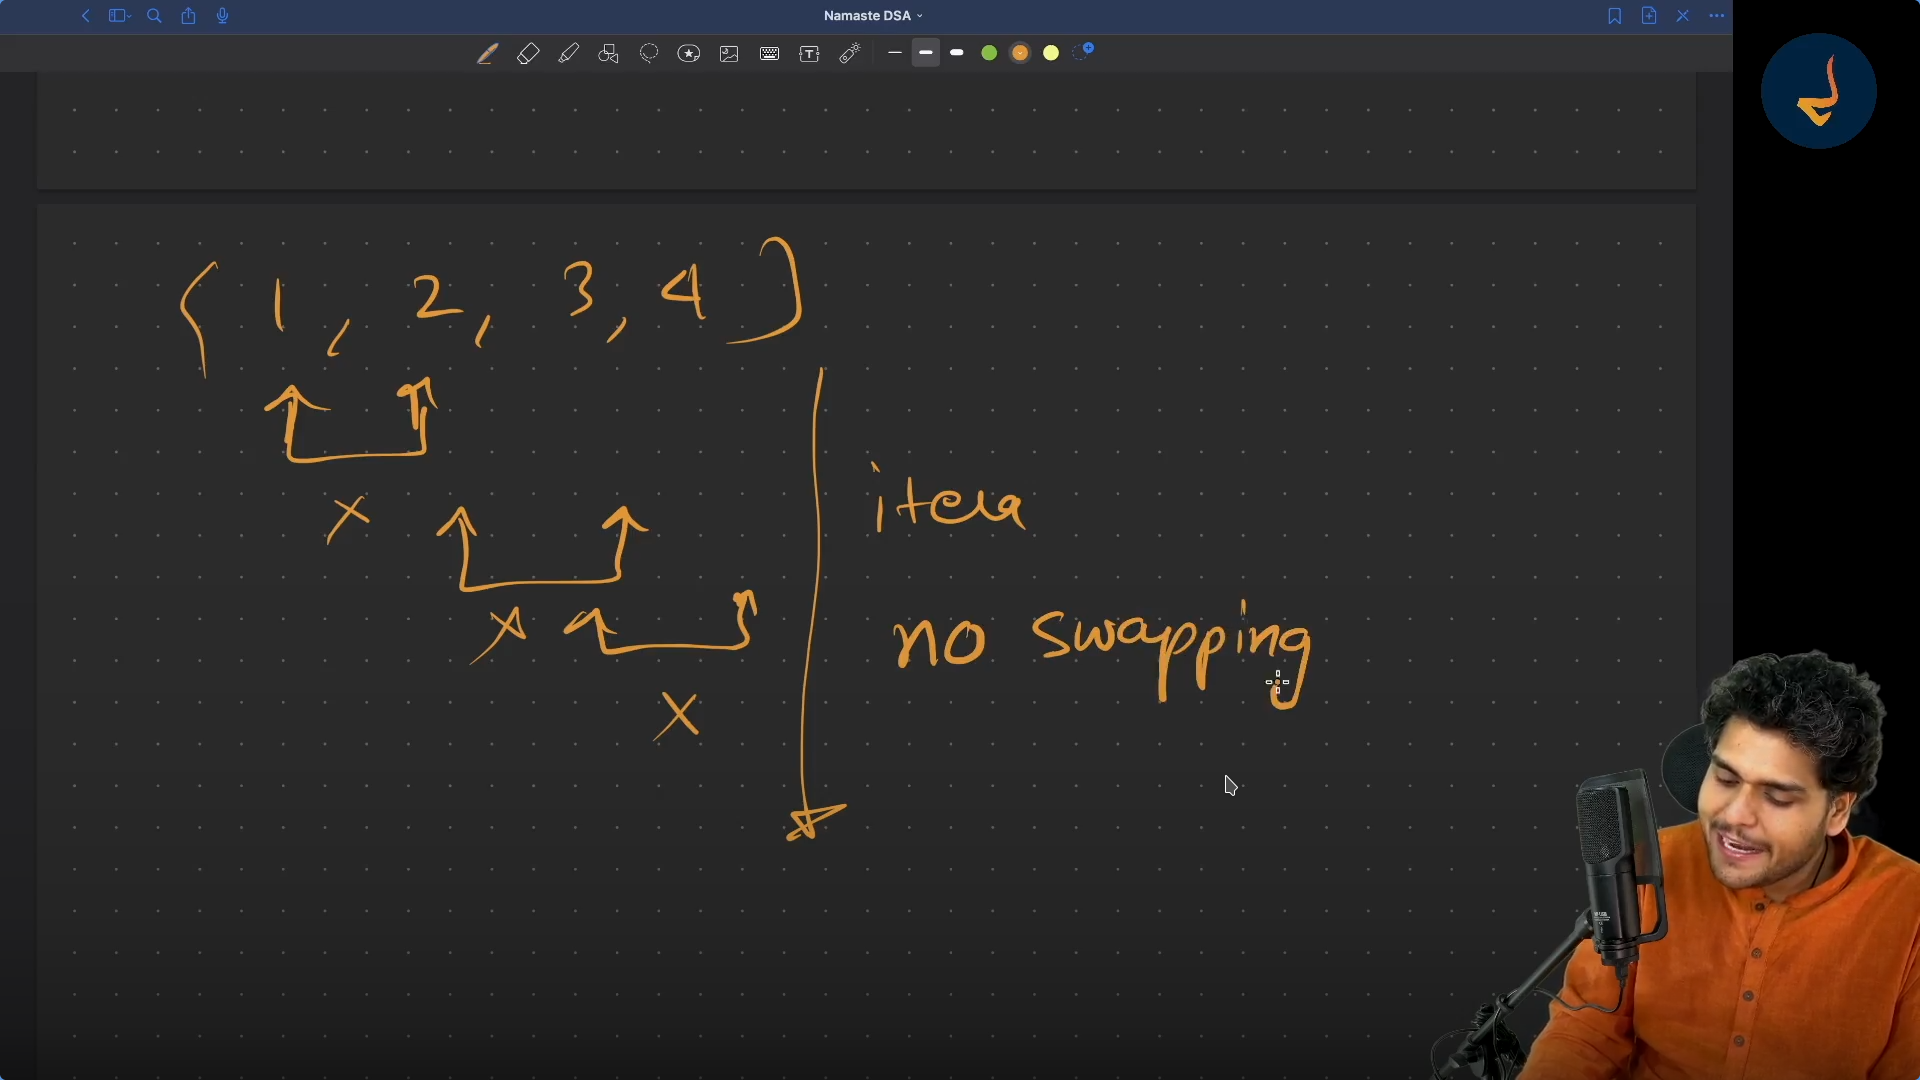 Namaste DSA
[ 1, 2, 3, 4 ]
x
itera
x
no swapping
x